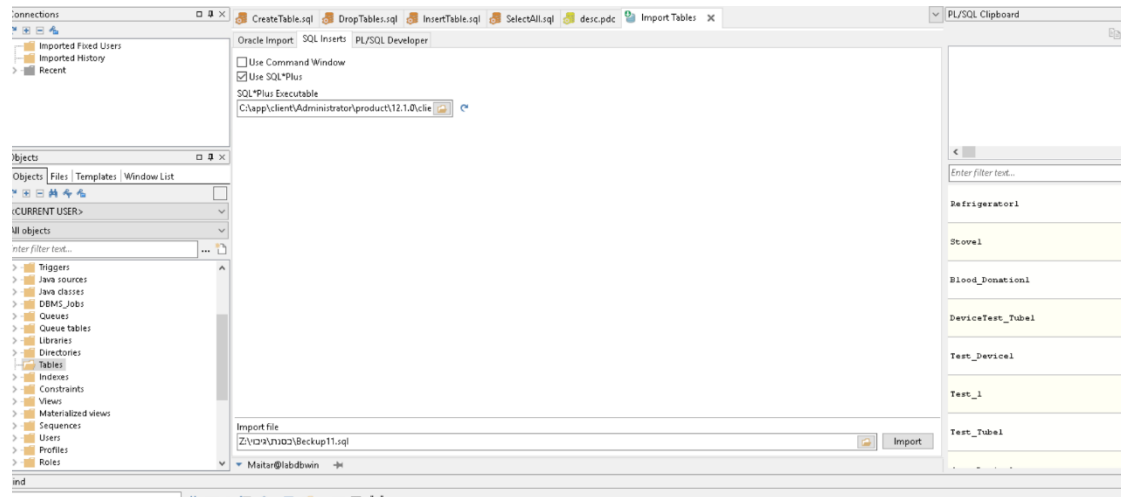 Connections
Imported Fixed Users
Imported History
Recent
Objects
Objects Files Templates Window List
<CURRENT USER>
All objects
Enter filter text...
...
Triggers
Java sources
Java classes
DBMS_Jobs
Queues
Queue tables
Libraries
Directories
Tables
Indexes
Constraints
Views
Materialized views
Sequences
Users
Profiles
Roles
CreateTable.sql DropTables.sql InsertTable.sql SelectAll.sql desc.pdc Import Tables
Oracle Import SQL Inserts PL/SQL Developer
Use Command Window
Use SQL*Plus
SQL*Plus Executable
C:\app\client\Administrator\product\12.1.0\clie
Import file
Z:\כסנת\גיבוי\Beckup11.sql
Import
Maitar@labdbwin
PL/SQL Clipboard
Enter filter text...
Refrigerator1
Stove1
Blood_Donation1
DeviceTest_Tube1
Test_Device1
Test_1
Test_Tube1